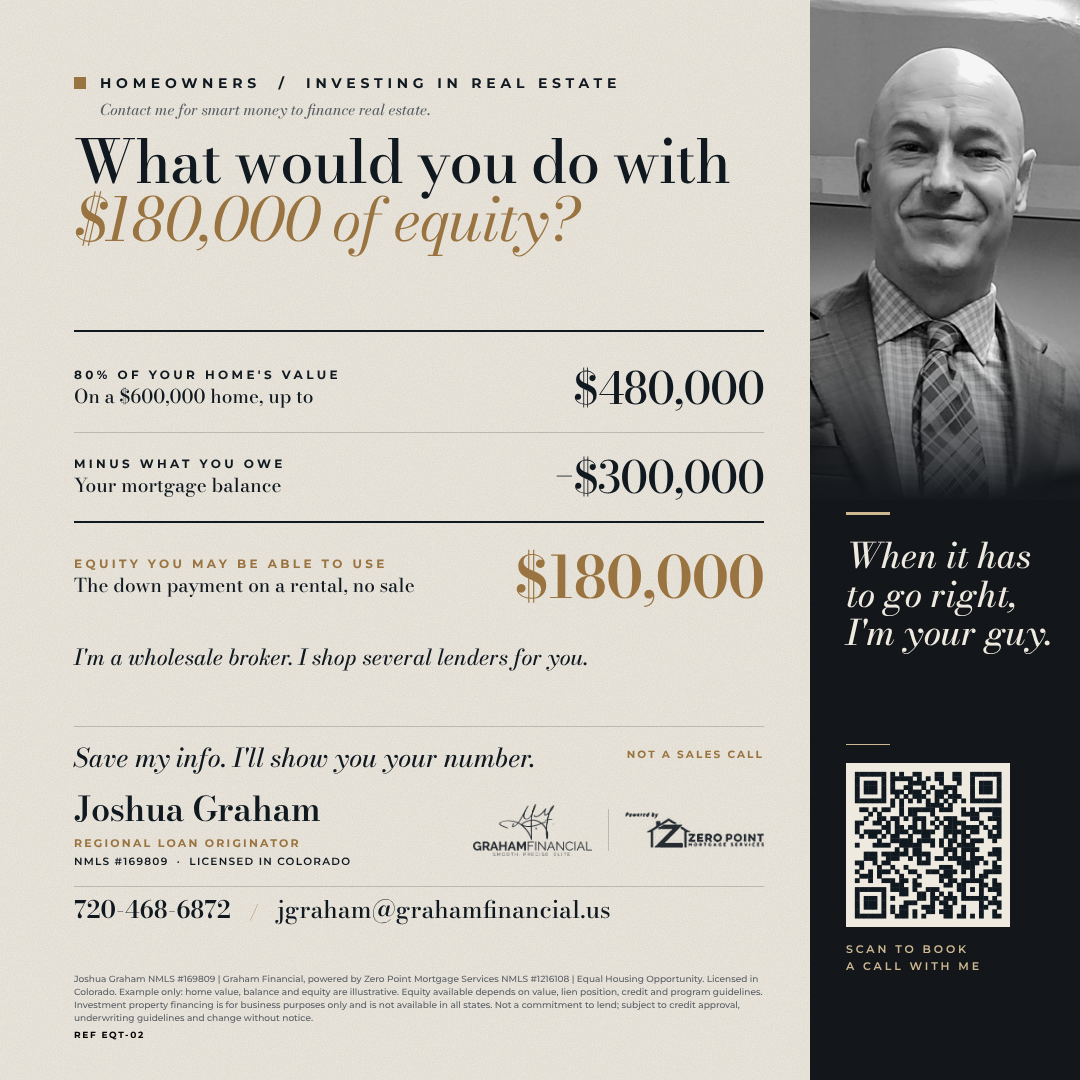 HOMEOWNERS / INVESTING IN REAL ESTATE
Contact me for smart money to finance real estate.
What would you do with
$180,000 of equity?
80% OF YOUR HOME'S VALUE
On a $600,000 home, up to
$480,000
MINUS WHAT YOU OWE
Your mortgage balance
–$300,000
EQUITY YOU MAY BE ABLE TO USE
The down payment on a rental, no sale
$180,000
I'm a wholesale broker. I shop several lenders for you.
Save my info. I'll show you your number.
NOT A SALES CALL
Joshua Graham
REGIONAL LOAN ORIGINATOR
NMLS #169809 · LICENSED IN COLORADO
GRAHAMFINANCIAL
SMOOTH. PRECISE. ELITE.
Powered by
ZERO POINT
MORTGAGE SERVICES
720-468-6872 / jgraham@grahamfinancial.us
Joshua Graham NMLS #169809 | Graham Financial, powered by Zero Point Mortgage Services NMLS #1216108 | Equal Housing Opportunity. Licensed in
Colorado. Example only: home value, balance and equity are illustrative. Equity available depends on value, lien position, credit and program guidelines.
Investment property financing is for business purposes only and is not available in all states. Not a commitment to lend; subject to credit approval,
underwriting guidelines and change without notice.
REF EQT-02
When it has
to go right,
I'm your guy.
SCAN TO BOOK
A CALL WITH ME